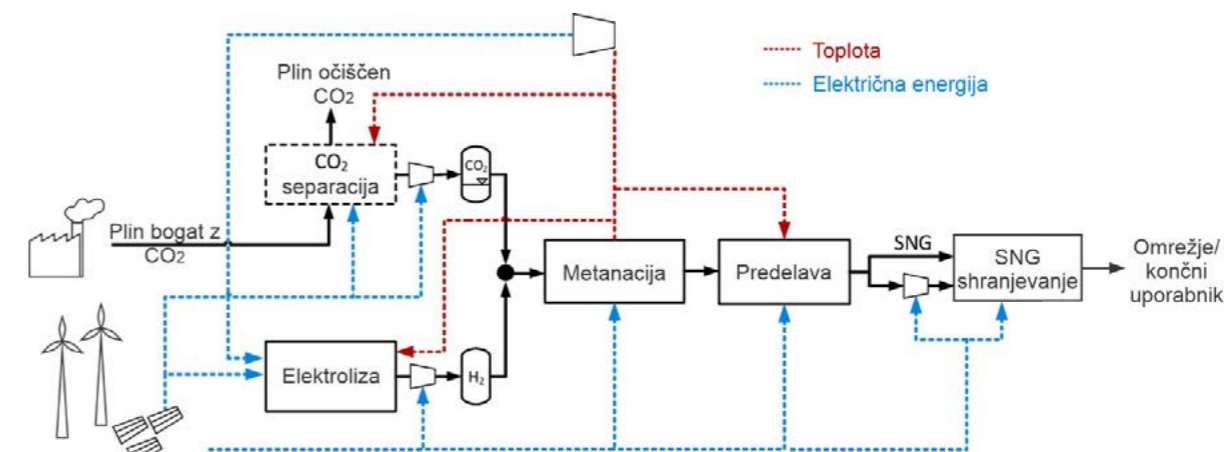 Toplota
Električna energija
Plin očiščen
CO₂
CO₂
separacija
CO₂
Plin bogat z
CO₂
SNG
Metanacija
Predelava
SNG
shranjevanje
Omrežje/
končni
uporabnik
Elektroliza
H₂